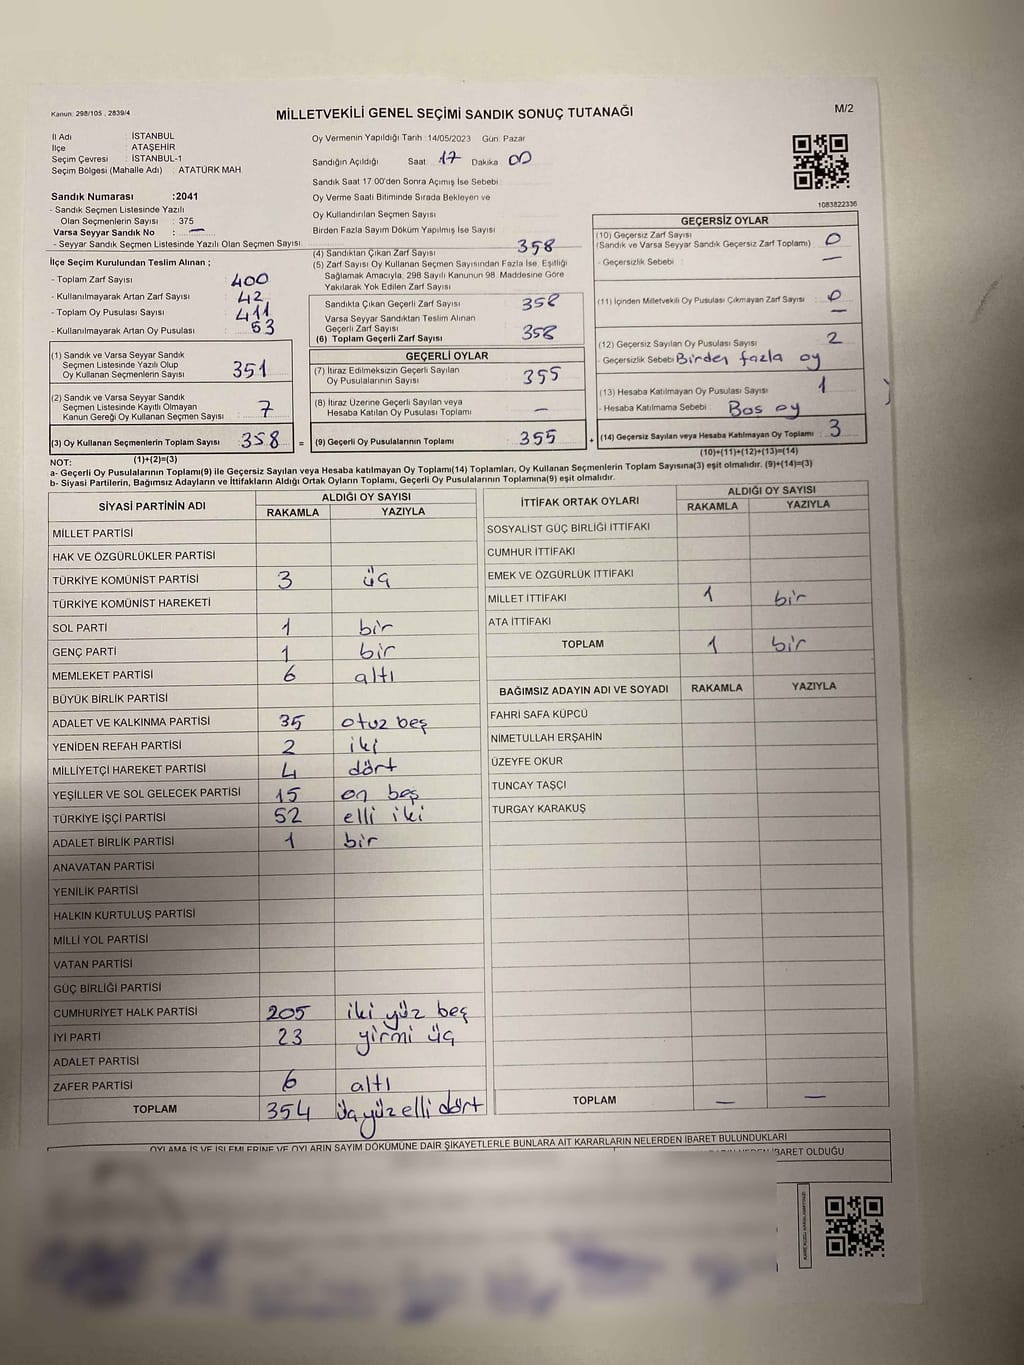 Kanun: 298/105 , 2839/4
MİLLETVEKİLİ GENEL SEÇİMİ SANDIK SONUÇ TUTANAĞI
M/2
İl Adı : İSTANBUL
İlçe : ATAŞEHİR
Seçim Çevresi : İSTANBUL-1
Seçim Bölgesi (Mahalle Adı) : ATATÜRK MAH
Sandık Numarası :2041
- Sandık Seçmen Listesinde Yazılı
Olan Seçmenlerin Sayısı : 375
Varsa Seyyar Sandık No : —
- Seyyar Sandık Seçmen Listesinde Yazılı Olan Seçmen Sayısı
İlçe Seçim Kurulundan Teslim Alınan ;
- Toplam Zarf Sayısı 400
- Kullanılmayarak Artan Zarf Sayısı 42
- Toplam Oy Pusulası Sayısı 411
- Kullanılmayarak Artan Oy Pusulası 53
(1) Sandık ve Varsa Seyyar Sandık
Seçmen Listesinde Yazılı Olup
Oy Kullanan Seçmenlerin Sayısı 351
(2) Sandık ve Varsa Seyyar Sandık
Seçmen Listesinde Kayıtlı Olmayan
Kanun Gereği Oy Kullanan Seçmen Sayısı 7
(3) Oy Kullanan Seçmenlerin Toplam Sayısı 358 =
(1)+(2)=(3)
Oy Vermenin Yapıldığı Tarih :14/05/2023 Gün: Pazar
Sandığın Açıldığı Saat 17 Dakika 00
Sandık Saat 17 00'den Sonra Açımış İse Sebebi
Oy Verme Saati Bitiminde Sırada Bekleyen ve
Oy Kullandırılan Seçmen Sayısı
Birden Fazla Sayım Döküm Yapılmış İse Sayısı
(4) Sandıktan Çıkan Zarf Sayısı 358
(5) Zarf Sayısı Oy Kullanan Seçmen Sayısından Fazla İse, Eşitliği
Sağlamak Amacıyla, 298 Sayılı Kanunun 98. Maddesine Göre
Yakılarak Yok Edilen Zarf Sayısı
Sandıkta Çıkan Geçerli Zarf Sayısı 358
Varsa Seyyar Sandıktan Teslim Alınan
Geçerli Zarf Sayısı
(6) Toplam Geçerli Zarf Sayısı 358
GEÇERLİ OYLAR
(7) İtiraz Edilmeksizin Geçerli Sayılan
Oy Pusulalarının Sayısı 355
(8) İtiraz Üzerine Geçerli Sayılan veya
Hesaba Katılan Oy Pusulası Toplamı —
(9) Geçerli Oy Pusulalarının Toplamı 355 +
1083822336
GEÇERSİZ OYLAR
(10) Geçersiz Zarf Sayısı 0
(Sandık ve Varsa Seyyar Sandık Geçersiz Zarf Toplamı)
- Geçersizlik Sebebi : —
(11) İçinden Milletvekili Oy Pusulası Çıkmayan Zarf Sayısı : 0
—
(12) Geçersiz Sayılan Oy Pusulası Sayısı 2
- Geçersizlik Sebebi Birden fazla oy
(13) Hesaba Katılmayan Oy Pusulası Sayısı 1
- Hesaba Katılmama Sebebi Bos oy
(14) Geçersiz Sayılan veya Hesaba Katılmayan Oy Toplamı 3
(10)+(11)+(12)+(13)=(14)
NOT:
a- Geçerli Oy Pusulalarının Toplamı(9) ile Geçersiz Sayılan veya Hesaba katılmayan Oy Toplamı(14) Toplamları, Oy Kullanan Seçmenlerin Toplam Sayısına(3) eşit olmalıdır. (9)+(14)=(3)
b- Siyasi Partilerin, Bağımsız Adayların ve İttifakların Aldığı Ortak Oyların Toplamı, Geçerli Oy Pusulalarının Toplamına(9) eşit olmalıdır.
SİYASİ PARTİNİN ADI ALDIĞI OY SAYISI
RAKAMLA YAZIYLA
MİLLET PARTİSİ
HAK VE ÖZGÜRLÜKLER PARTİSİ
TÜRKİYE KOMÜNİST PARTİSİ 3 üç
TÜRKİYE KOMÜNİST HAREKETİ
SOL PARTİ 1 bir
GENÇ PARTİ 1 bir
MEMLEKET PARTİSİ 6 altı
BÜYÜK BİRLİK PARTİSİ
ADALET VE KALKINMA PARTİSİ 35 otuz beş
YENİDEN REFAH PARTİSİ 2 iki
MİLLİYETÇİ HAREKET PARTİSİ 4 dört
YEŞİLLER VE SOL GELECEK PARTİSİ 15 on beş
TÜRKİYE İŞÇİ PARTİSİ 52 elli iki
ADALET BİRLİK PARTİSİ 1 bir
ANAVATAN PARTİSİ
YENİLİK PARTİSİ
HALKIN KURTULUŞ PARTİSİ
MİLLİ YOL PARTİSİ
VATAN PARTİSİ
GÜÇ BİRLİĞİ PARTİSİ
CUMHURİYET HALK PARTİSİ 205 iki yüz beş
İYİ PARTİ 23 yirmi üç
ADALET PARTİSİ
ZAFER PARTİSİ 6 altı
TOPLAM 354 üçyüz elli dört
İTTİFAK ORTAK OYLARI ALDIĞI OY SAYISI
RAKAMLA YAZIYLA
SOSYALİST GÜÇ BİRLİĞİ İTTİFAKI
CUMHUR İTTİFAKI
EMEK VE ÖZGÜRLÜK İTTİFAKI
MİLLET İTTİFAKI 1 bir
ATA İTTİFAKI
TOPLAM 1 bir
BAĞIMSIZ ADAYIN ADI VE SOYADI RAKAMLA YAZIYLA
FAHRİ SAFA KÜPCÜ
NİMETULLAH ERŞAHİN
ÜZEYFE OKUR
TUNCAY TAŞÇI
TURGAY KARAKUŞ
TOPLAM — —
OYLAMA İŞ VE İŞLEMLERİNE VE OYLARIN SAYIM DÖKÜMÜNE DAİR ŞİKAYETLERLE BUNLARA AİT KARARLARIN NELERDEN İBARET BULUNDUKLARI
İBARET OLDUĞU